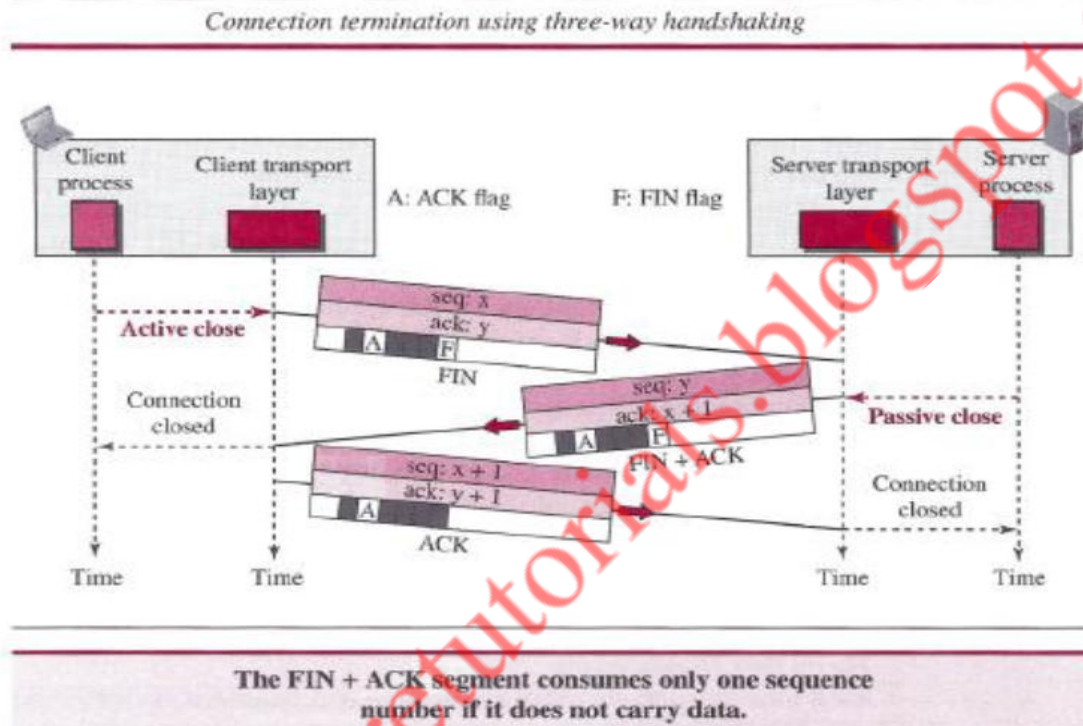 Connection termination using three-way handshaking
Client
process
Client transport
layer
A: ACK flag
F: FIN flag
Server transport
layer
Server
process
Active close
seq: x
ack: y
A F
FIN
seq: y
ack: x + 1
A F
FIN + ACK
Passive close
Connection
closed
seq: x + 1
ack: y + 1
A
ACK
Connection
closed
Time
Time
Time
Time
The FIN + ACK segment consumes only one sequence
number if it does not carry data.
etutorials.blogspot